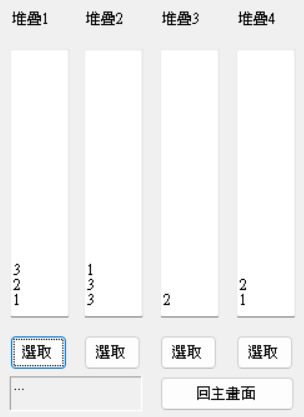 堆疊1 堆疊2 堆疊3 堆疊4
3 1
2 3 2
1 3 2 1
選取 選取 選取 選取
...
回主畫面